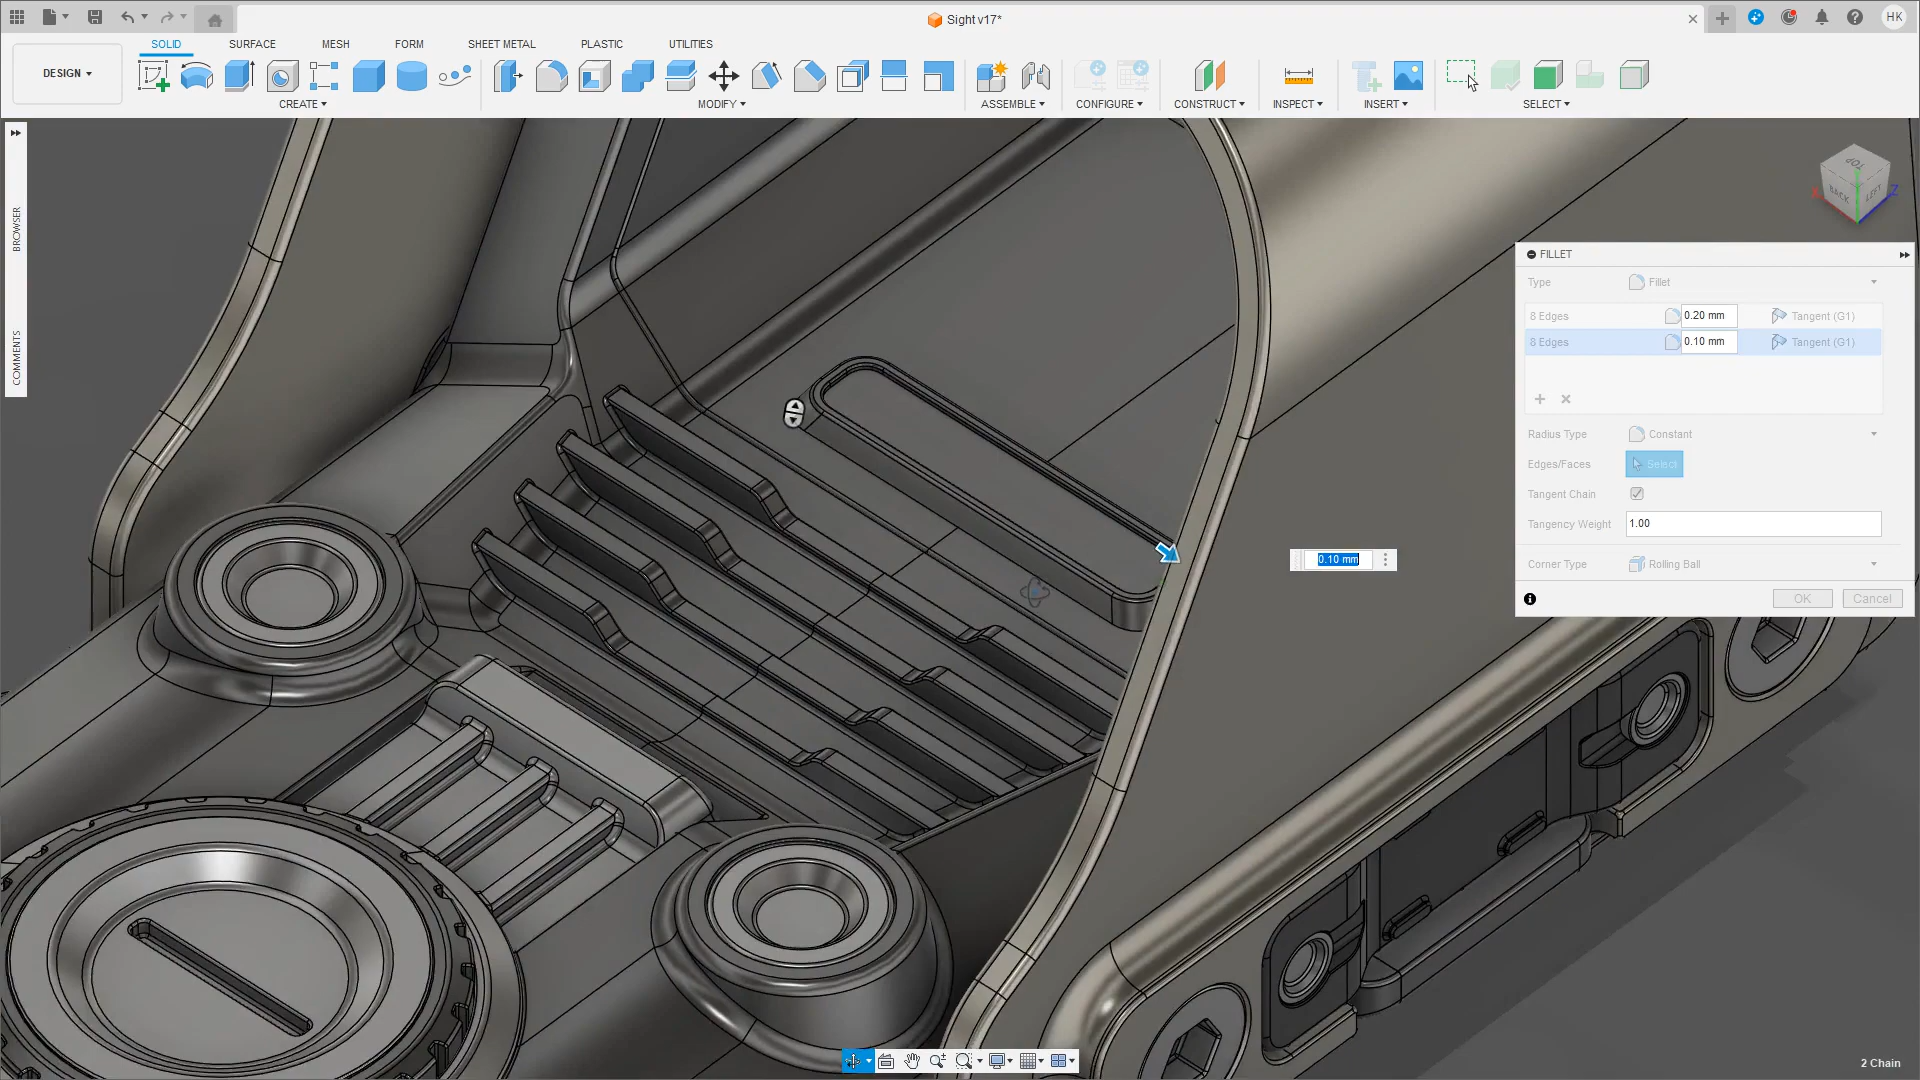 Sight v17*
HK
DESIGN
SOLID
SURFACE
MESH
FORM
SHEET METAL
PLASTIC
UTILITIES
CREATE
MODIFY
ASSEMBLE
CONFIGURE
CONSTRUCT
INSPECT
INSERT
SELECT
BROWSER
COMMENTS
TOP
BACK
LEFT
X
Z
FILLET
Type Fillet
8 Edges 0.20 mm Tangent (G1)
8 Edges 0.10 mm Tangent (G1)
Radius Type Constant
Edges/Faces Select
Tangent Chain
Tangency Weight 1.00
Corner Type Rolling Ball
OK Cancel
0.10 mm
2 Chain